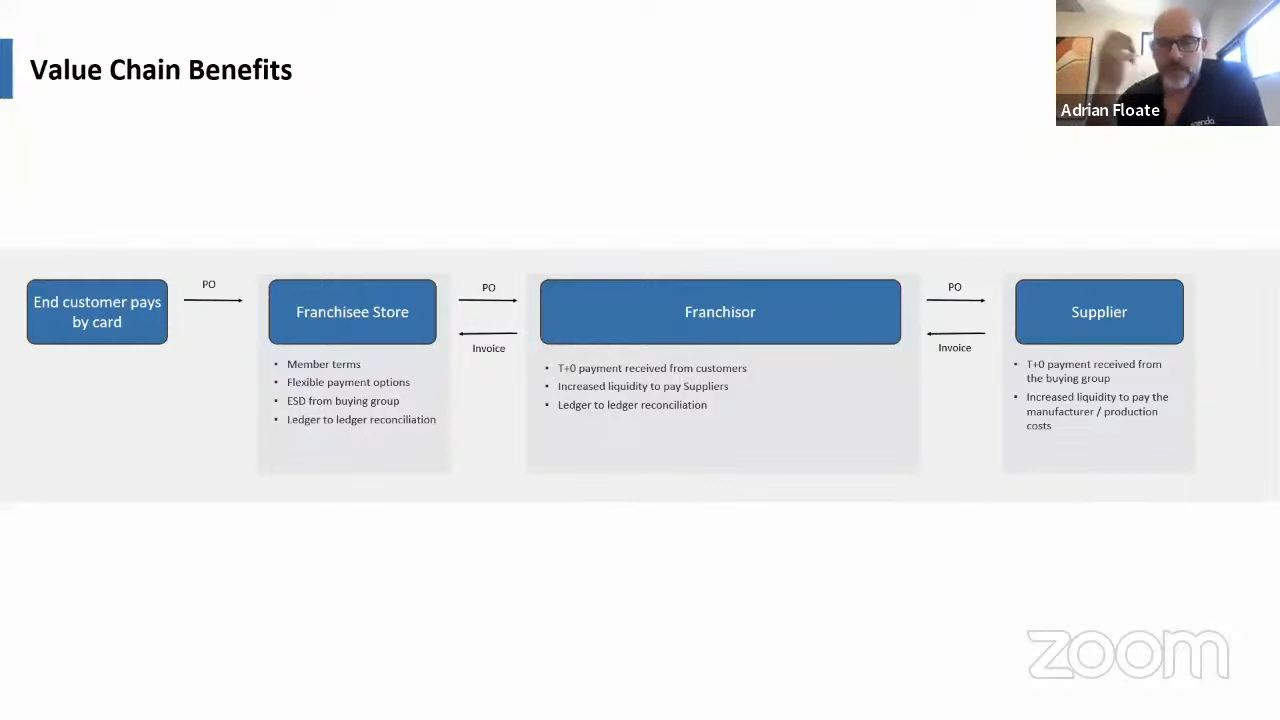 Value Chain Benefits
Adrian Floate
End customer pays
by card
PO
Franchisee Store
• Member terms
• Flexible payment options
• ESD from buying group
• Ledger to ledger reconciliation
PO
Invoice
Franchisor
• T+0 payment received from customers
• Increased liquidity to pay Suppliers
• Ledger to ledger reconciliation
PO
Invoice
Supplier
• T+0 payment received from
the buying group
• Increased liquidity to pay the
manufacturer / production
costs
zoom